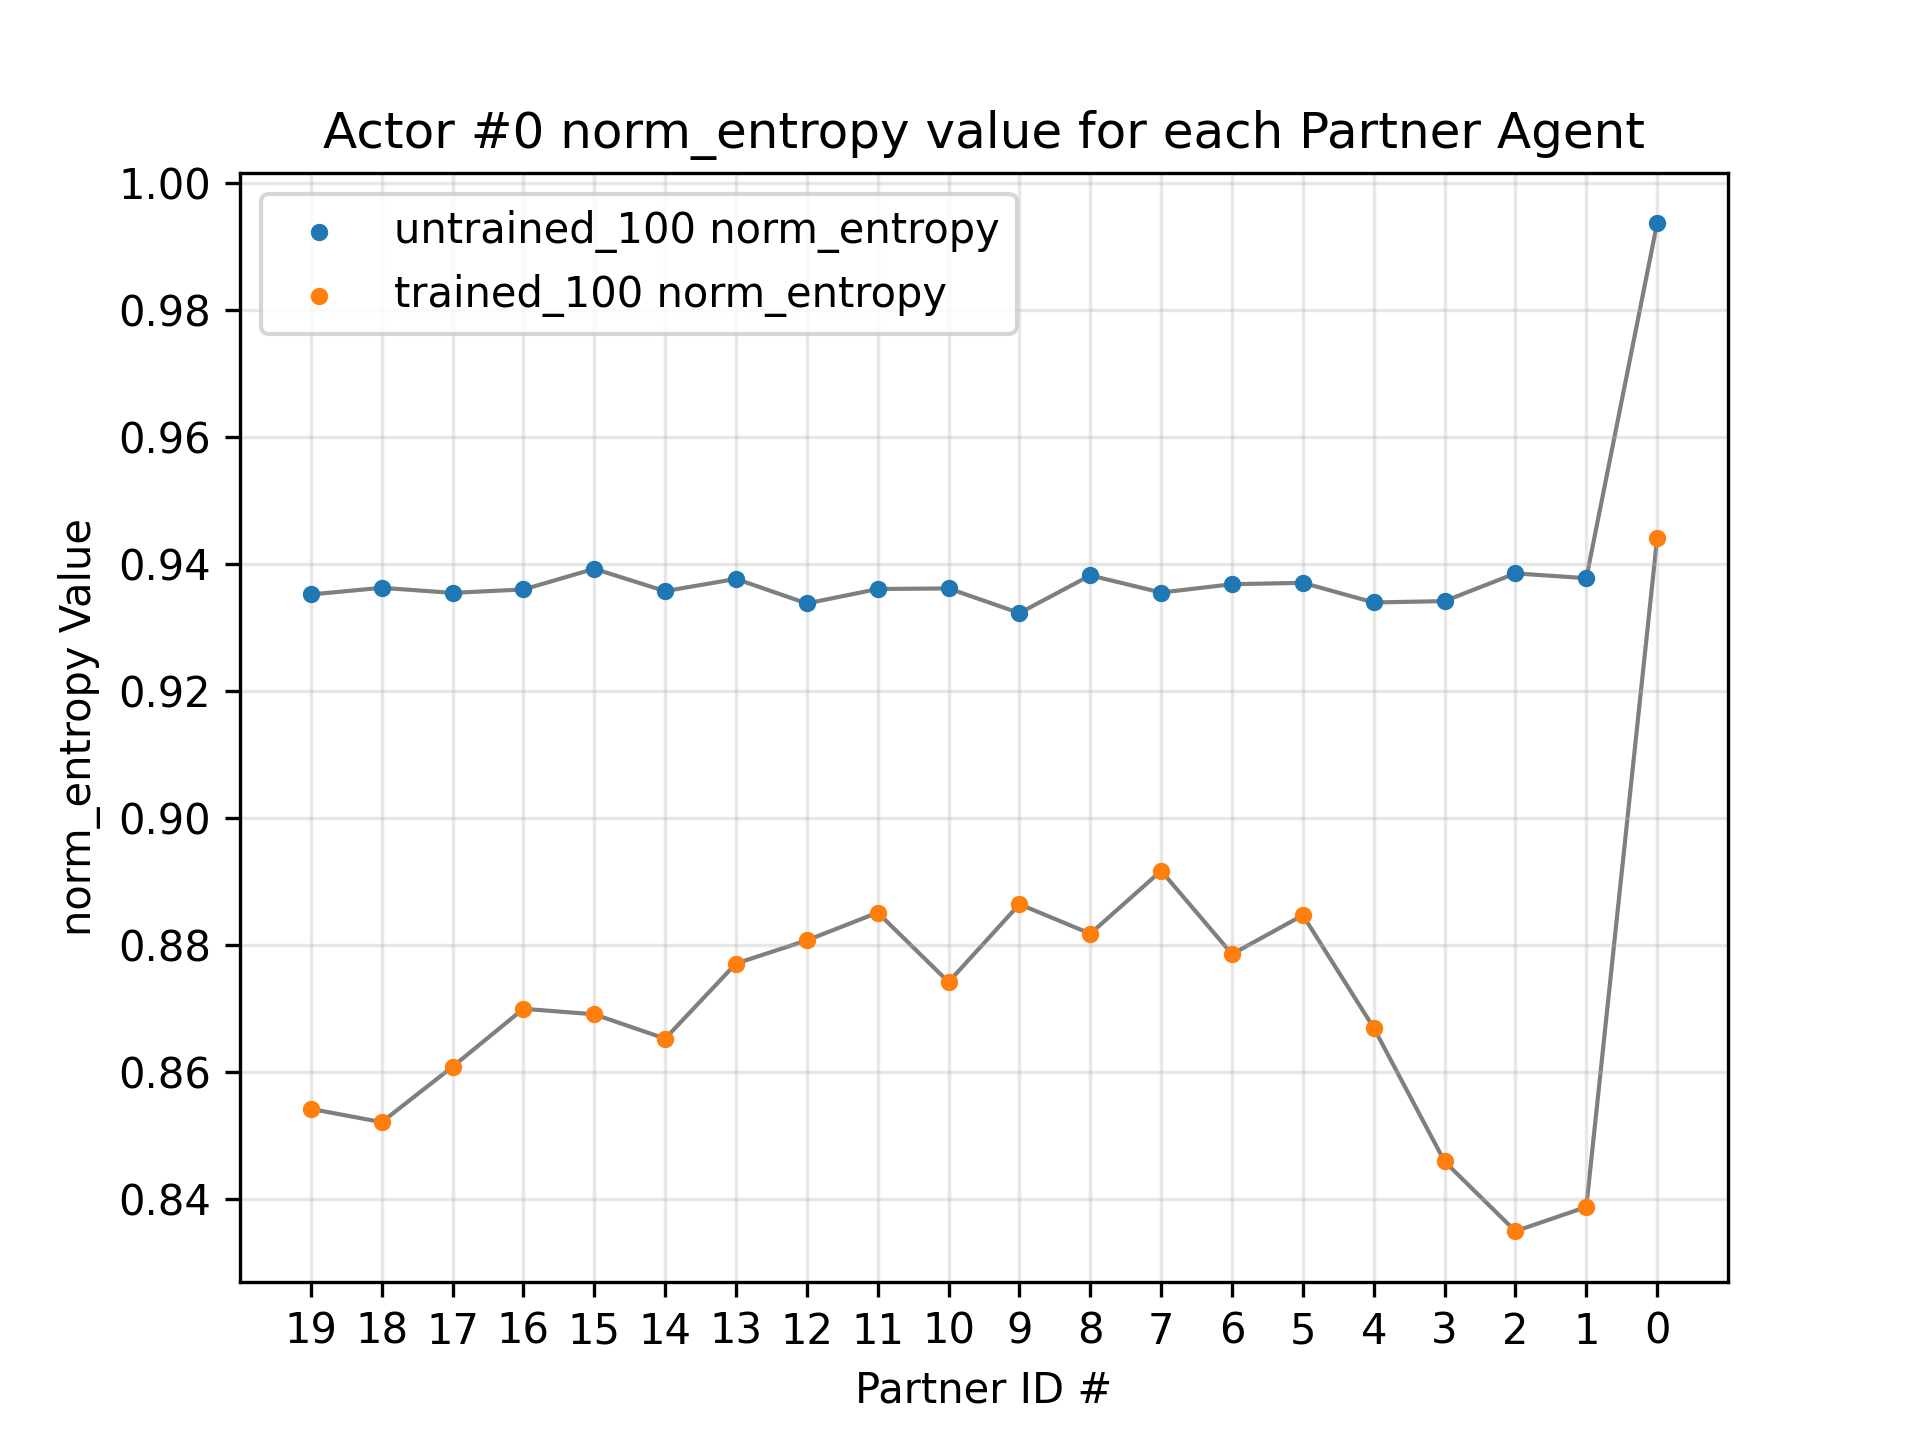 Actor #0 norm_entropy value for each Partner Agent
untrained_100 norm_entropy
trained_100 norm_entropy
norm_entropy Value
1.00
0.98
0.96
0.94
0.92
0.90
0.88
0.86
0.84
19 18 17 16 15 14 13 12 11 10 9 8 7 6 5 4 3 2 1 0
Partner ID #